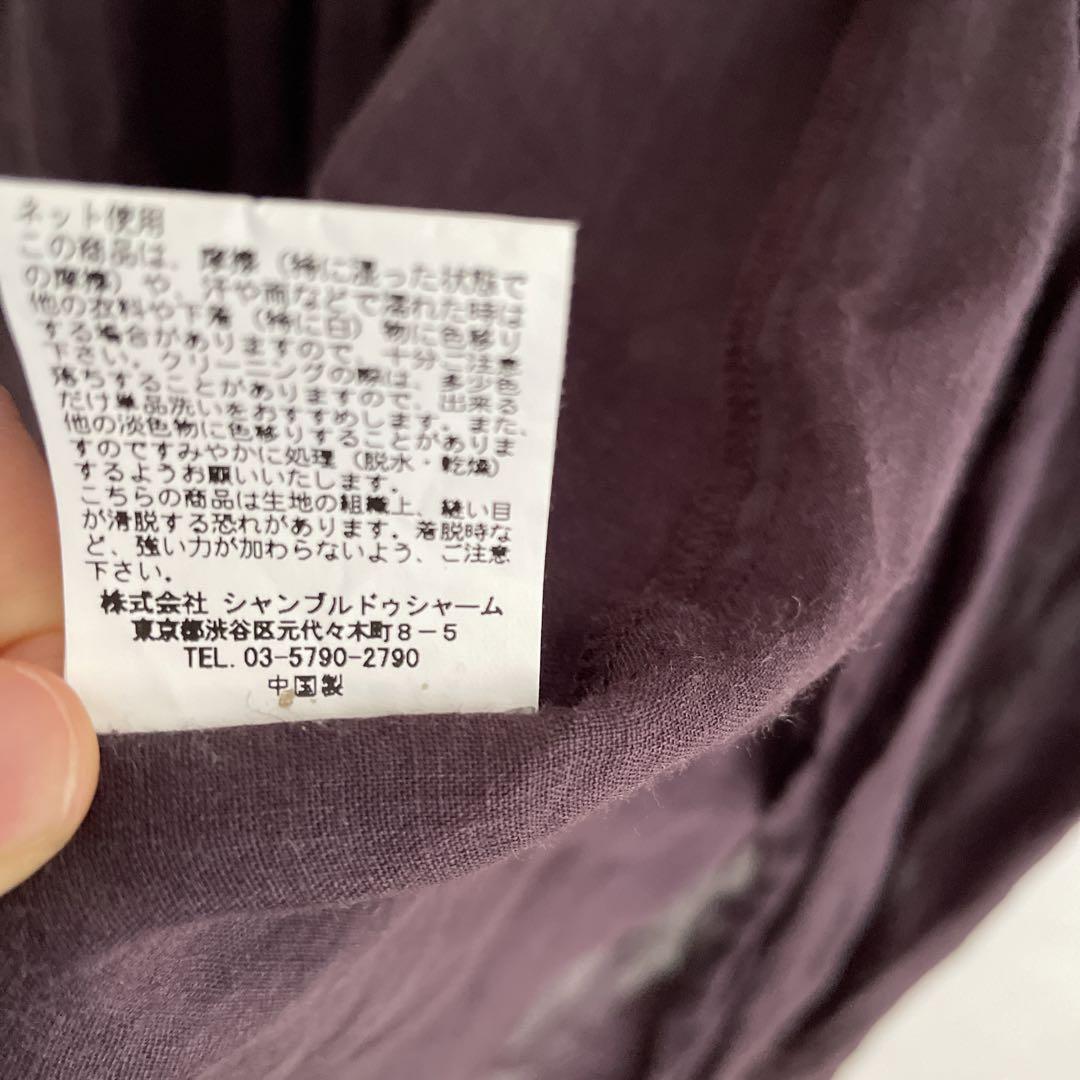 ネット使用
この商品は、摩擦（特に湿った状態で
の摩擦）や、汗や雨などで濡れた時は
他の衣料や下着（特に白）物に色移り
する場合がありますので、十分ご注意
下さい．クリーニングの際は、多少色
落ちすることがありますので、出来る
だけ単品洗いをおすすめします．また、
他の淡色物に色移りすることがありま
すのですみやかに処理（脱水・乾燥）
するようお願いいたします．
こちらの商品は生地の組織上、縫い目
が滑脱する恐れがあります．着脱時な
ど、強い力が加わらないよう、ご注意
下さい．
株式会社 シャンブルドゥシャーム
東京都渋谷区元代々木町８－５
TEL. 03-5790-2790
中国製